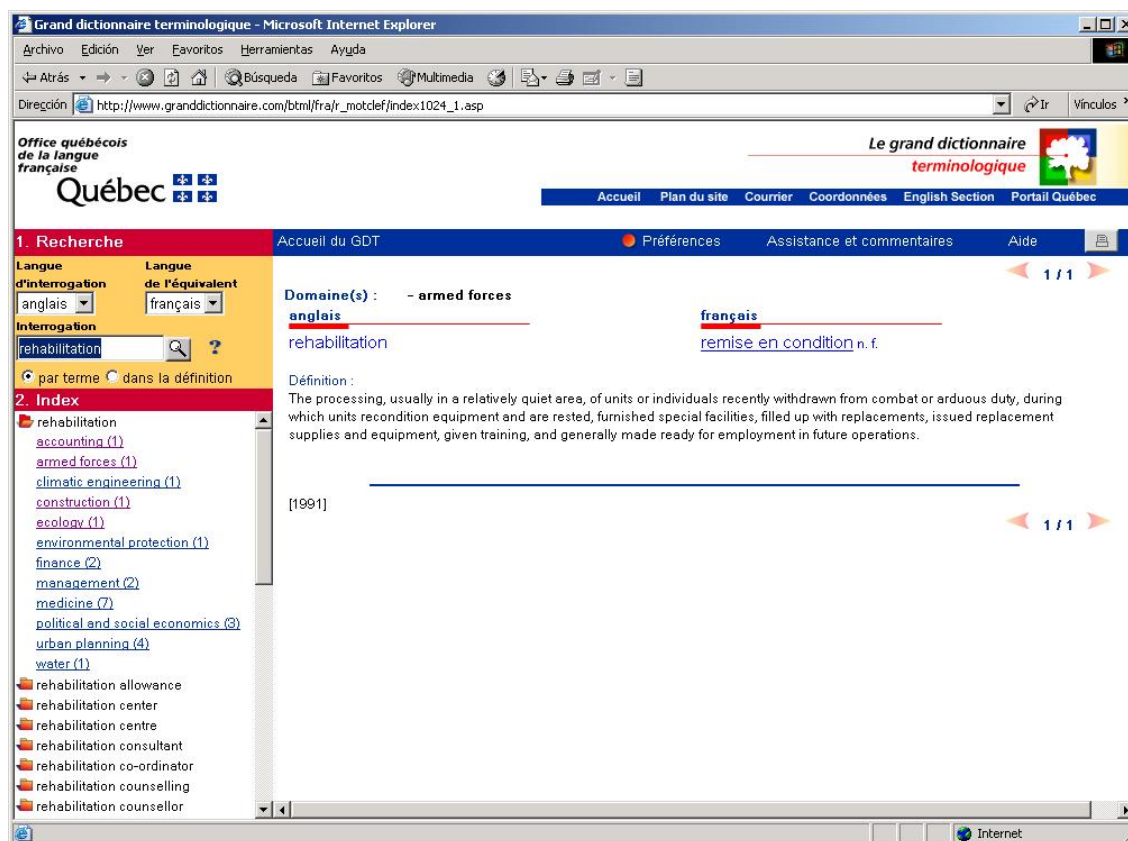 Grand dictionnaire terminologique - Microsoft Internet Explorer
Archivo Edición Ver Favoritos Herramientas Ayuda
Atrás Búsqueda Favoritos Multimedia
Dirección http://www.granddictionnaire.com/btml/fra/r_motclef/index1024_1.asp Ir Vínculos
Office québécois
de la langue
française
Québec
Le grand dictionnaire
terminologique
Accueil Plan du site Courrier Coordonnées English Section Portail Québec
1. Recherche
Accueil du GDT Préférences Assistance et commentaires Aide
Langue d'interrogation
Langue de l'équivalent
anglais français
Interrogation
rehabilitation ?
par terme dans la définition
2. Index
rehabilitation
accounting (1)
armed forces (1)
climatic engineering (1)
construction (1)
ecology (1)
environmental protection (1)
finance (2)
management (2)
medicine (7)
political and social economics (3)
urban planning (4)
water (1)
rehabilitation allowance
rehabilitation center
rehabilitation centre
rehabilitation consultant
rehabilitation co-ordinator
rehabilitation counselling
rehabilitation counsellor
1 / 1
Domaine(s) : - armed forces
anglais français
rehabilitation remise en condition n. f.
Définition :
The processing, usually in a relatively quiet area, of units or individuals recently withdrawn from combat or arduous duty, during
which units recondition equipment and are rested, furnished special facilities, filled up with replacements, issued replacement
supplies and equipment, given training, and generally made ready for employment in future operations.
[1991]
1 / 1
Internet